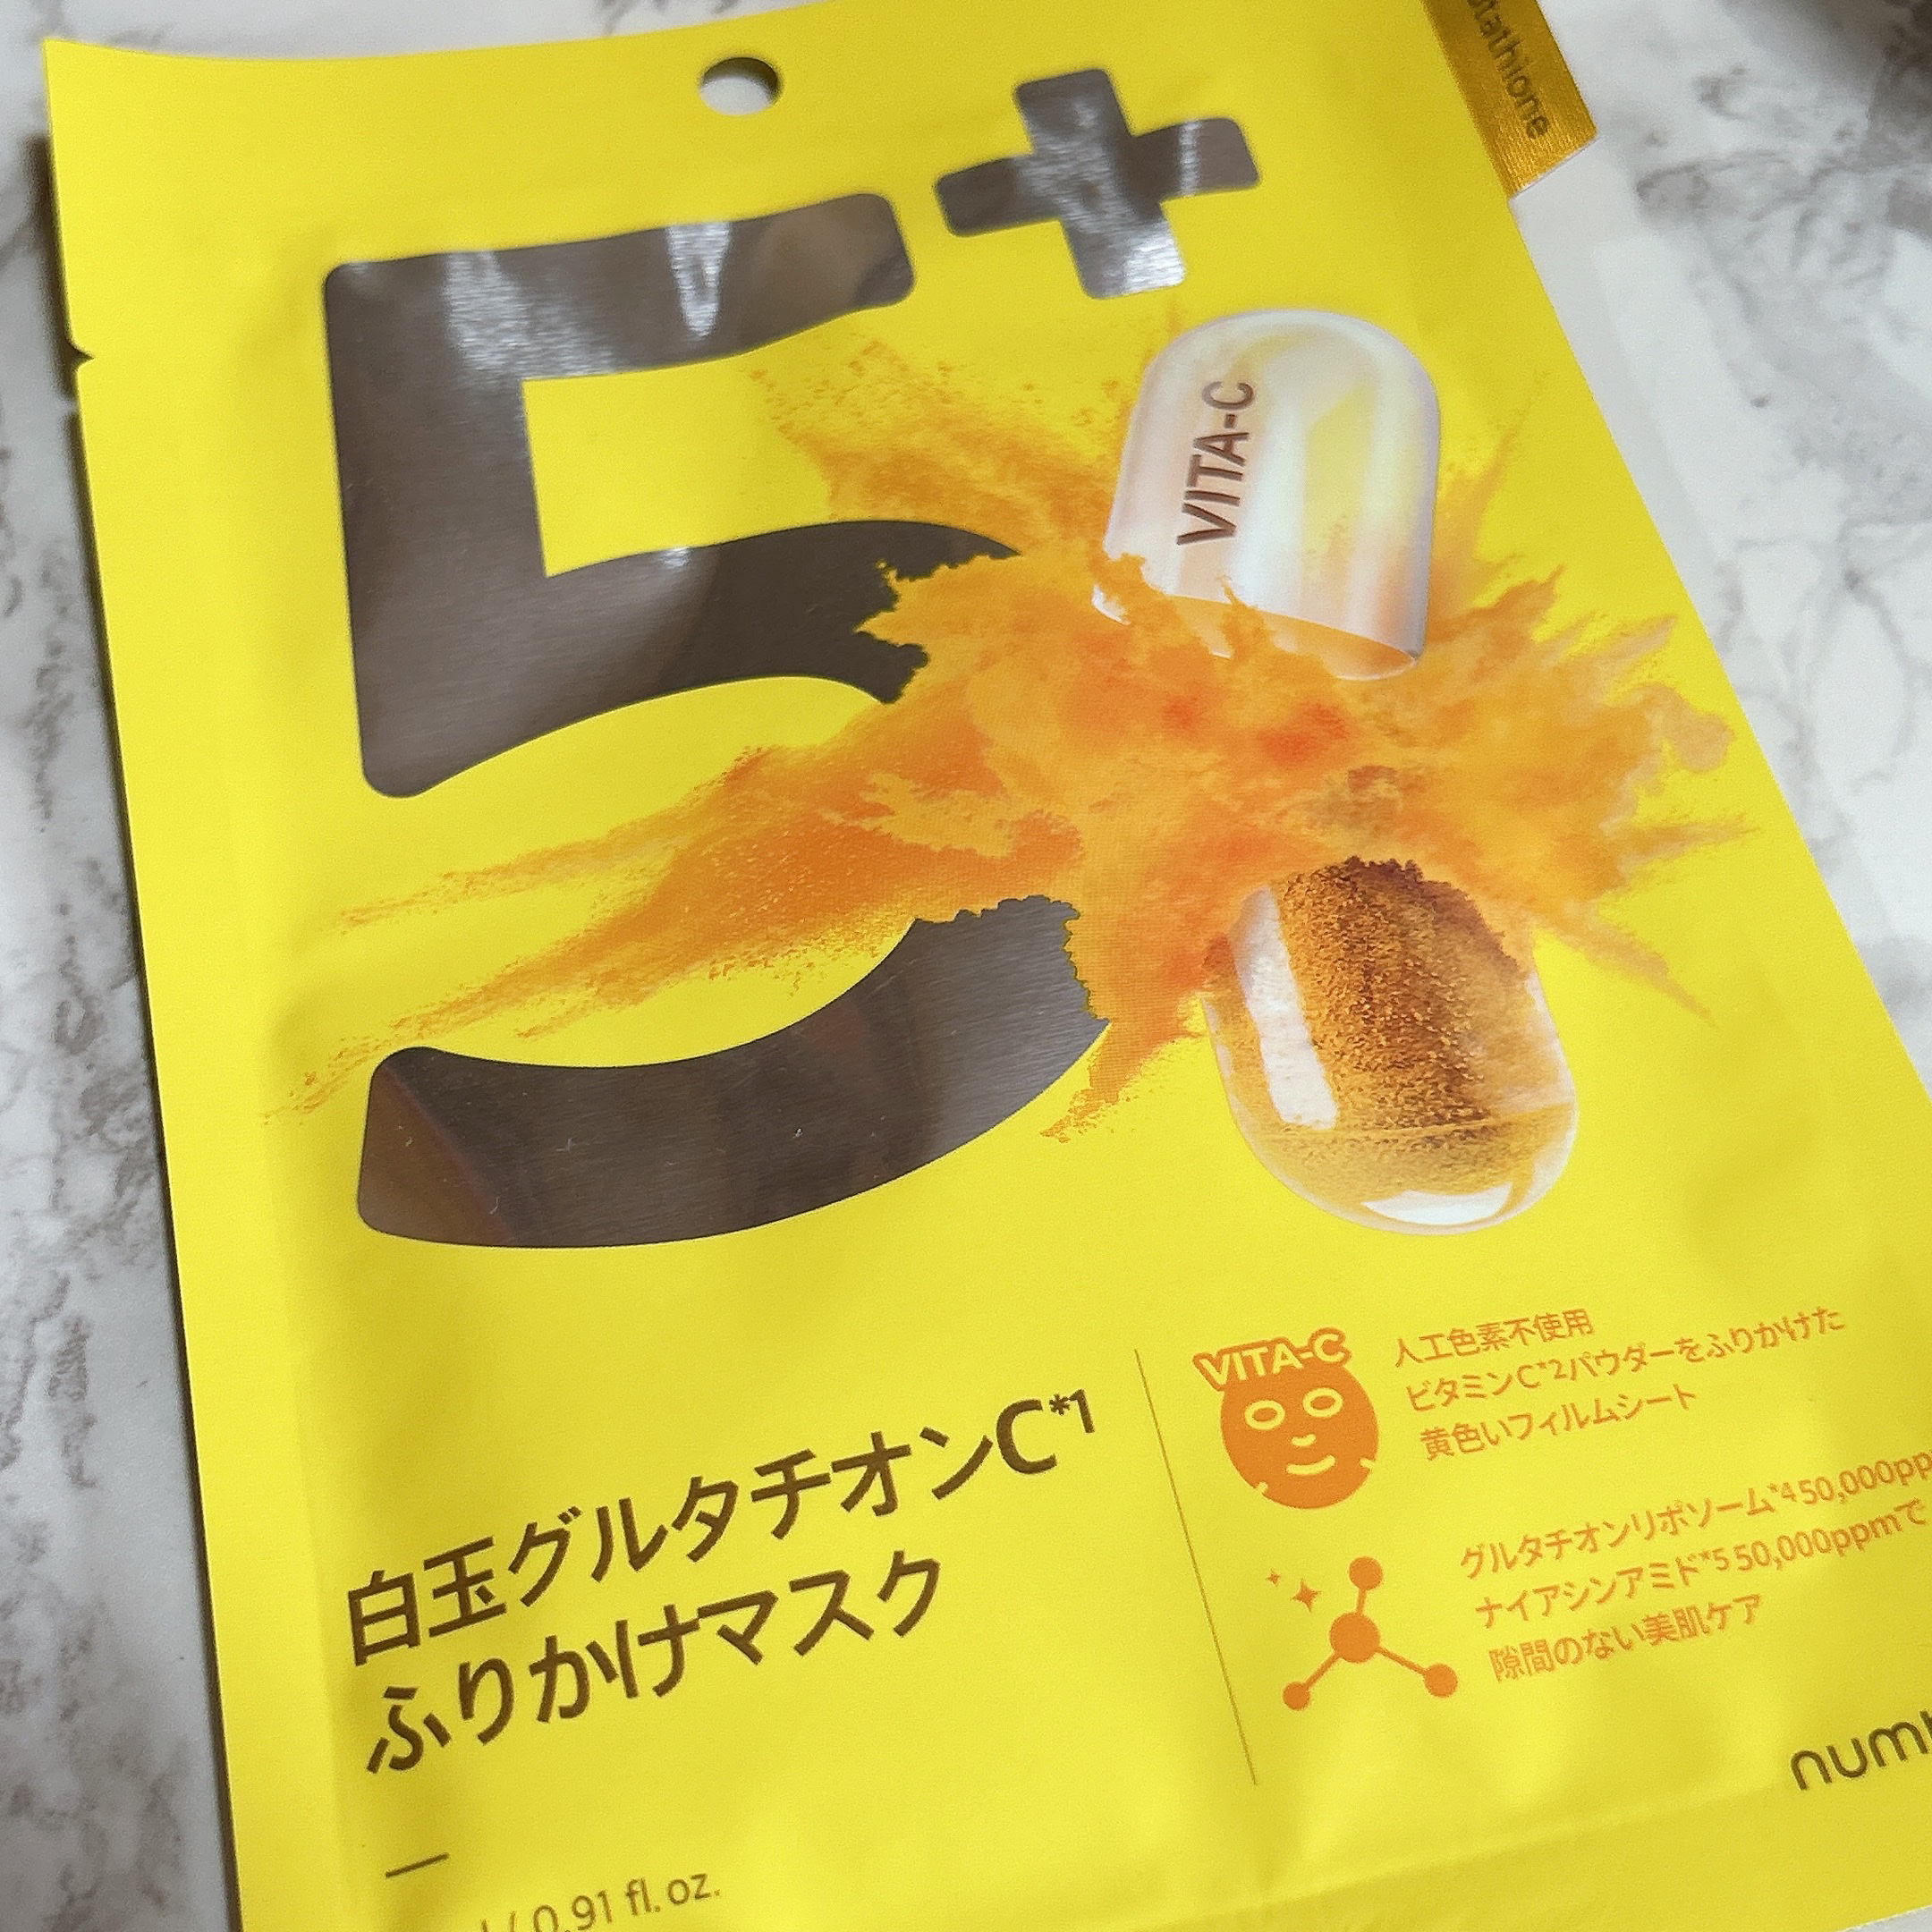 5+
VITA-C
白玉グルタチオンC*1
ふりかけマスク
VITA-C
人工色素不使用
ビタミンC*2パウダーをふりかけた
黄色いフィルムシート
グルタチオンリポソーム*4 50,000pp
ナイアシンアミド*5 50,000ppmで
隙間のない美肌ケア
/ 0.91 fl. oz.